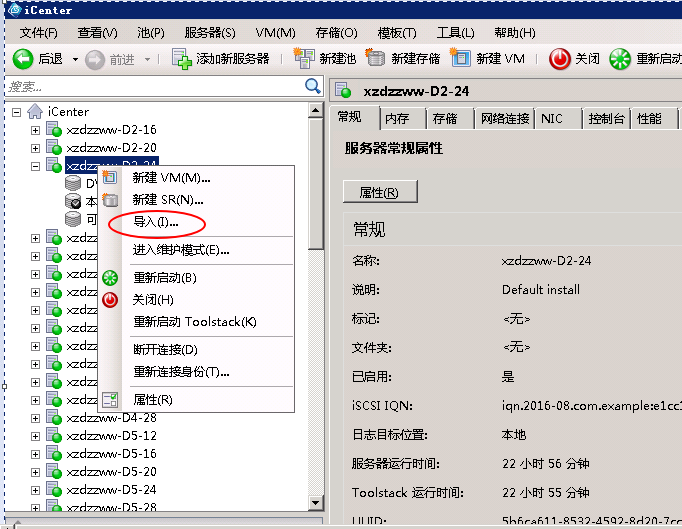 iCenter
文件(F) 查看(V) 池(P) 服务器(S) VM(M) 存储(O) 模板(T) 工具(L) 帮助(H)
后退 前进 添加新服务器 新建池 新建存储 新建 VM 关闭 重新启动
搜索...
iCenter
xzdzzww-D2-16
xzdzzww-D2-20
xzdzzww-D2-24
新建 VM(M)...
新建 SR(N)...
导入(I)...
进入维护模式(E)...
重新启动(B)
关闭(H)
重新启动 Toolstack(K)
断开连接(D)
重新连接身份(T)...
属性(R)
xzdzzww-D4-28
xzdzzww-D5-12
xzdzzww-D5-16
xzdzzww-D5-20
xzdzzww-D5-24
xzdzzww-D5-28
xzdzzww-D2-24
常规 内存 存储 网络连接 NIC 控制台 性能
服务器常规属性
属性(R)
常规
名称: xzdzzww-D2-24
说明: Default install
标记: <无>
文件夹: <无>
已启用: 是
iSCSI IQN: iqn.2016-08.com.example:e1cc1
日志目标位置: 本地
服务器运行时间: 22 小时 56 分钟
Toolstack 运行时间: 22 小时 55 分钟
UUID: 5b6ca611-8532-4592-8d20-7cc